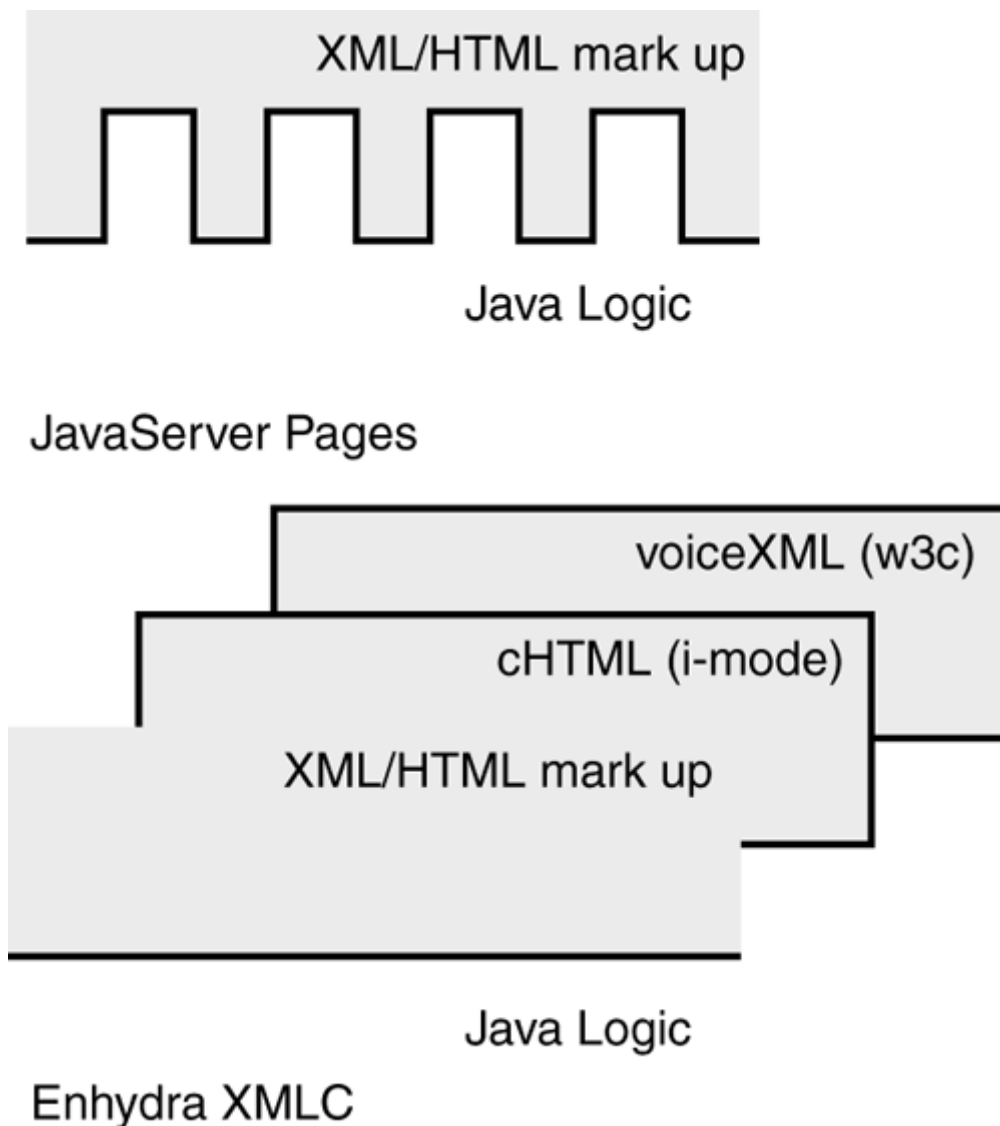 XML/HTML mark up
Java Logic
JavaServer Pages
voiceXML (w3c)
cHTML (i-mode)
XML/HTML mark up
Java Logic
Enhydra XMLC